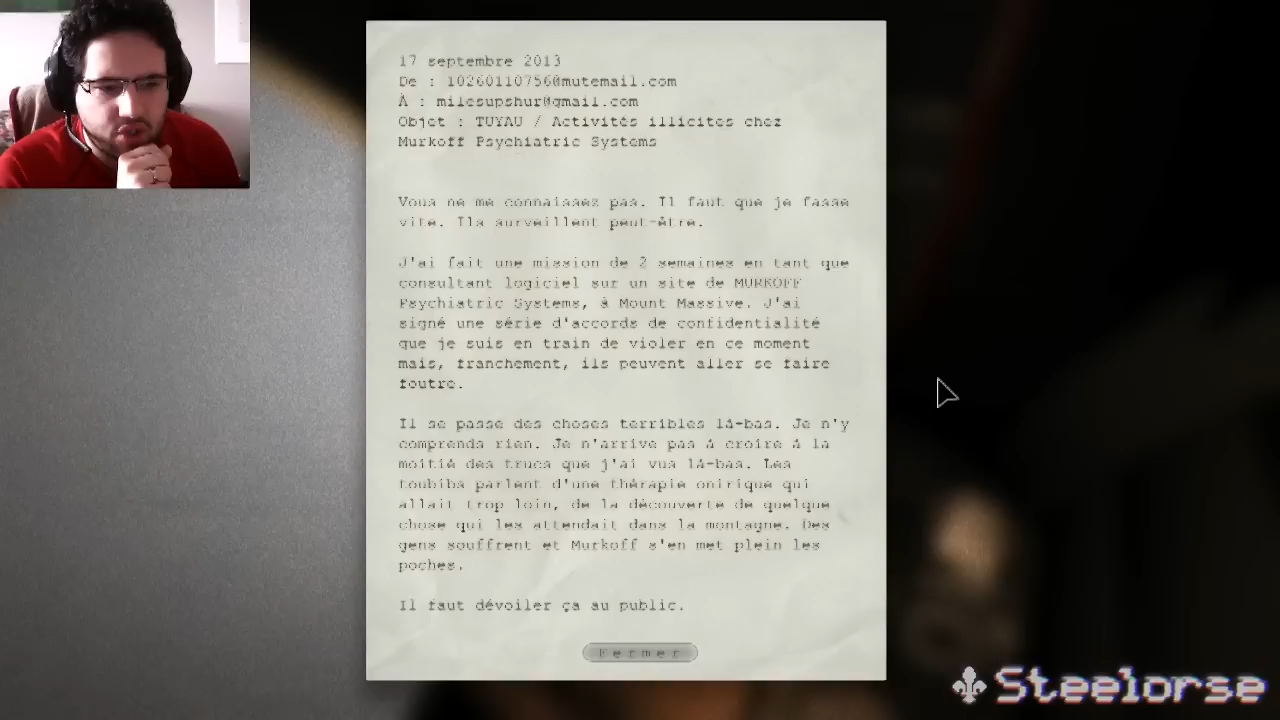 17 septembre 2013
De : 10260110756@mutemail.com
À : milesupshur@gmail.com
Objet : TUYAU / Activités illicites chez
Murkoff Psychiatric Systems
Vous ne me connaissez pas. Il faut que je fasse
vite. Ils surveillent peut-être.
J'ai fait une mission de 2 semaines en tant que
consultant logiciel sur un site de MURKOFF
Psychiatric Systems, à Mount Massive. J'ai
signé une série d'accords de confidentialité
que je suis en train de violer en ce moment
mais, franchement, ils peuvent aller se faire
foutre.
Il se passe des choses terribles là-bas. Je n'y
comprends rien. Je n'arrive pas à croire à la
moitié des trucs que j'ai vus là-bas. Les
toubibs parlent d'une thérapie onirique qui
allait trop loin, de la découverte de quelque
chose qui les attendait dans la montagne. Des
gens souffrent et Murkoff s'en met plein les
poches.
Il faut dévoiler ça au public.
Fermer
Steelorse